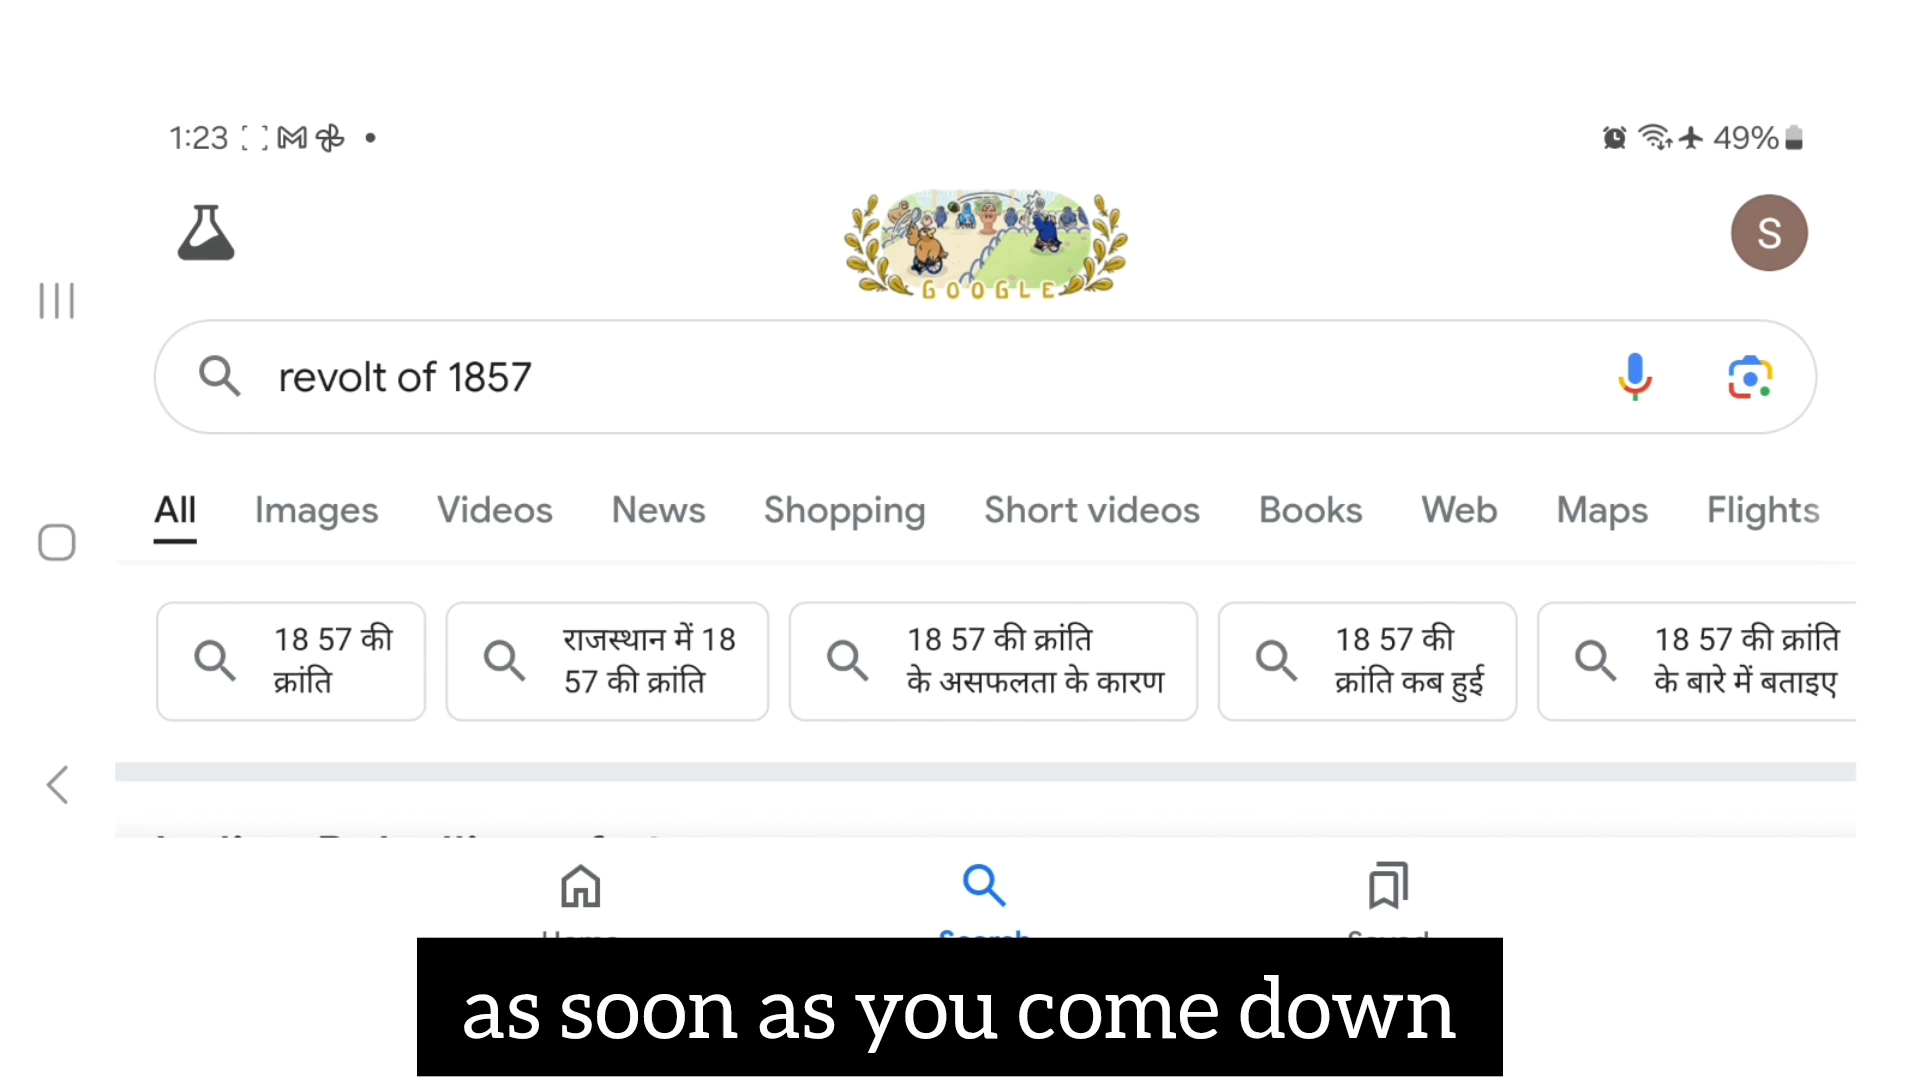 1:23
49%
GOOGLE
S
revolt of 1857
All Images Videos News Shopping Short videos Books Web Maps Flights
18 57 की
क्रांति
राजस्थान में 18
57 की क्रांति
18 57 की क्रांति
के असफलता के कारण
18 57 की
क्रांति कब हुई
18 57 की क्रांति
के बारे में बताइए
as soon as you come down